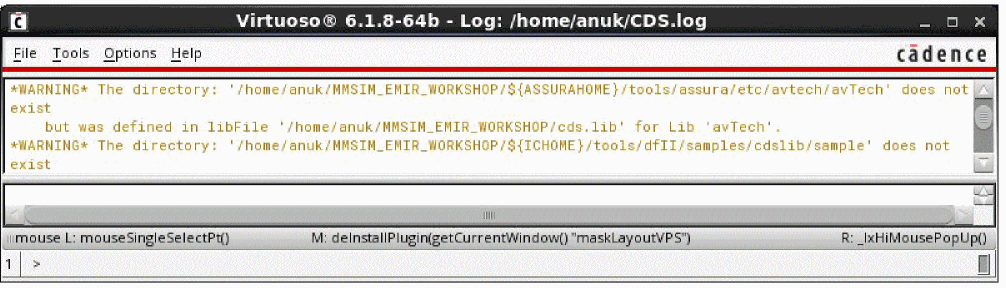 Virtuoso® 6.1.8-64b - Log: /home/anuk/CDS.log
File Tools Options Help
cādence
*WARNING* The directory: '/home/anuk/MMSIM_EMIR_WORKSHOP/${ASSURAHOME}/tools/assura/etc/avtech/avTech' does not
exist
but was defined in libFile '/home/anuk/MMSIM_EMIR_WORKSHOP/cds.lib' for Lib 'avTech'.
*WARNING* The directory: '/home/anuk/MMSIM_EMIR_WORKSHOP/${ICHOME}/tools/dfII/samples/cdslib/sample' does not
exist
mouse L: mouseSingleSelectPt() M: deInstallPlugin(getCurrentWindow() "maskLayoutVPS") R: _lxHiMousePopUp()
1 >